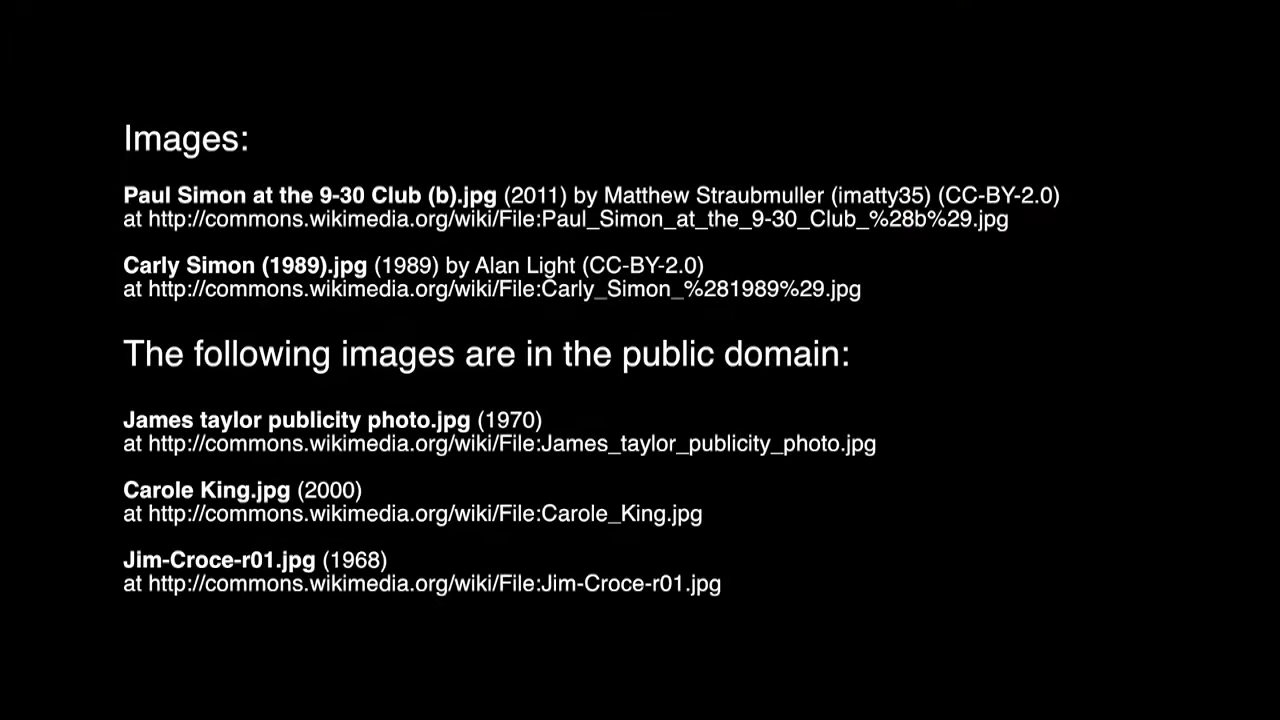 Images:
Paul Simon at the 9-30 Club (b).jpg (2011) by Matthew Straubmuller (imatty35) (CC-BY-2.0)
at http://commons.wikimedia.org/wiki/File:Paul_Simon_at_the_9-30_Club_%28b%29.jpg
Carly Simon (1989).jpg (1989) by Alan Light (CC-BY-2.0)
at http://commons.wikimedia.org/wiki/File:Carly_Simon_%281989%29.jpg
The following images are in the public domain:
James taylor publicity photo.jpg (1970)
at http://commons.wikimedia.org/wiki/File:James_taylor_publicity_photo.jpg
Carole King.jpg (2000)
at http://commons.wikimedia.org/wiki/File:Carole_King.jpg
Jim-Croce-r01.jpg (1968)
at http://commons.wikimedia.org/wiki/File:Jim-Croce-r01.jpg